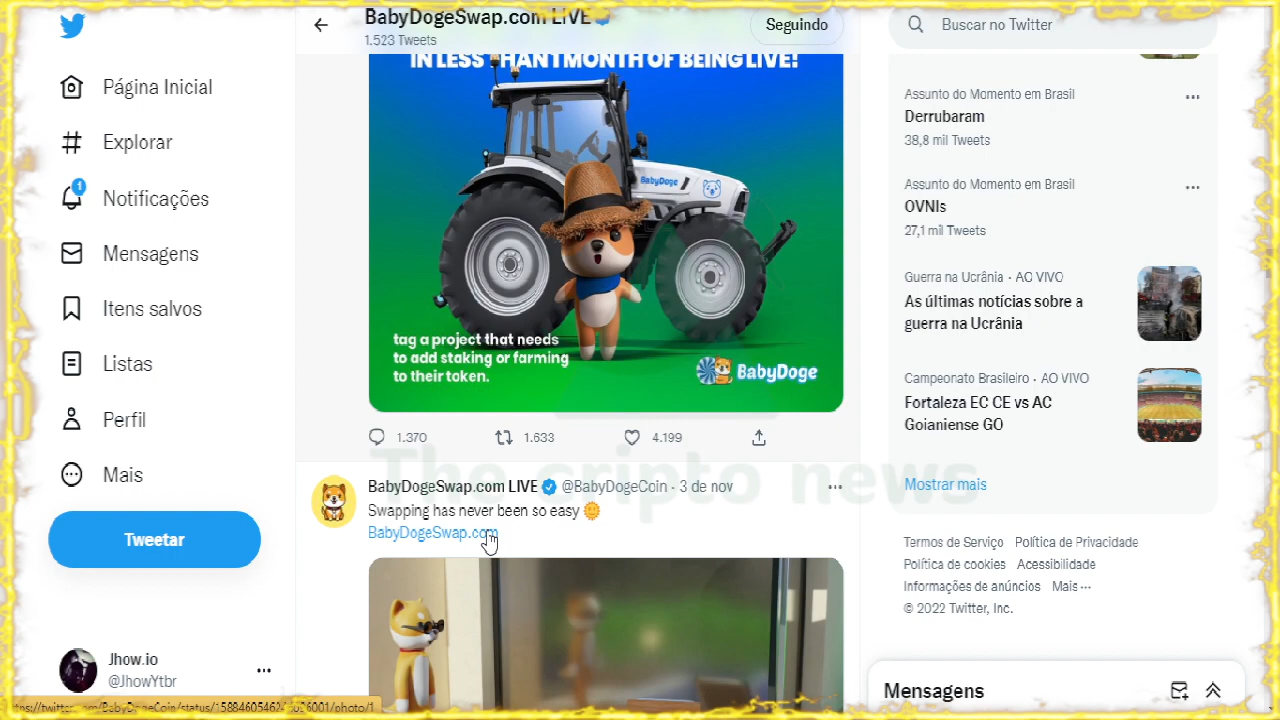 Página Inicial
Explorar
1
Notificações
Mensagens
Itens salvos
Listas
Perfil
Mais
Tweetar
Jhow.io
@JhowYtbr
BabyDogeSwap.com LIVE
1.523 Tweets
Seguindo
IN LESS THAN 1 MONTH OF BEING LIVE!
BabyDoge
tag a project that needs
to add staking or farming
to their token.
BabyDoge
1.370 1.633 4.199
The cripto news
BabyDogeSwap.com LIVE @BabyDogeCoin · 3 de nov
Swapping has never been so easy
BabyDogeSwap.com
Buscar no Twitter
Assunto do Momento em Brasil
Derrubaram
38,8 mil Tweets
Assunto do Momento em Brasil
OVNIs
27,1 mil Tweets
Guerra na Ucrânia · AO VIVO
As últimas notícias sobre a
guerra na Ucrânia
Campeonato Brasileiro · AO VIVO
Fortaleza EC CE vs AC
Goianiense GO
Mostrar mais
Termos de Serviço Política de Privacidade
Política de cookies Acessibilidade
Informações de anúncios Mais ···
© 2022 Twitter, Inc.
Mensagens